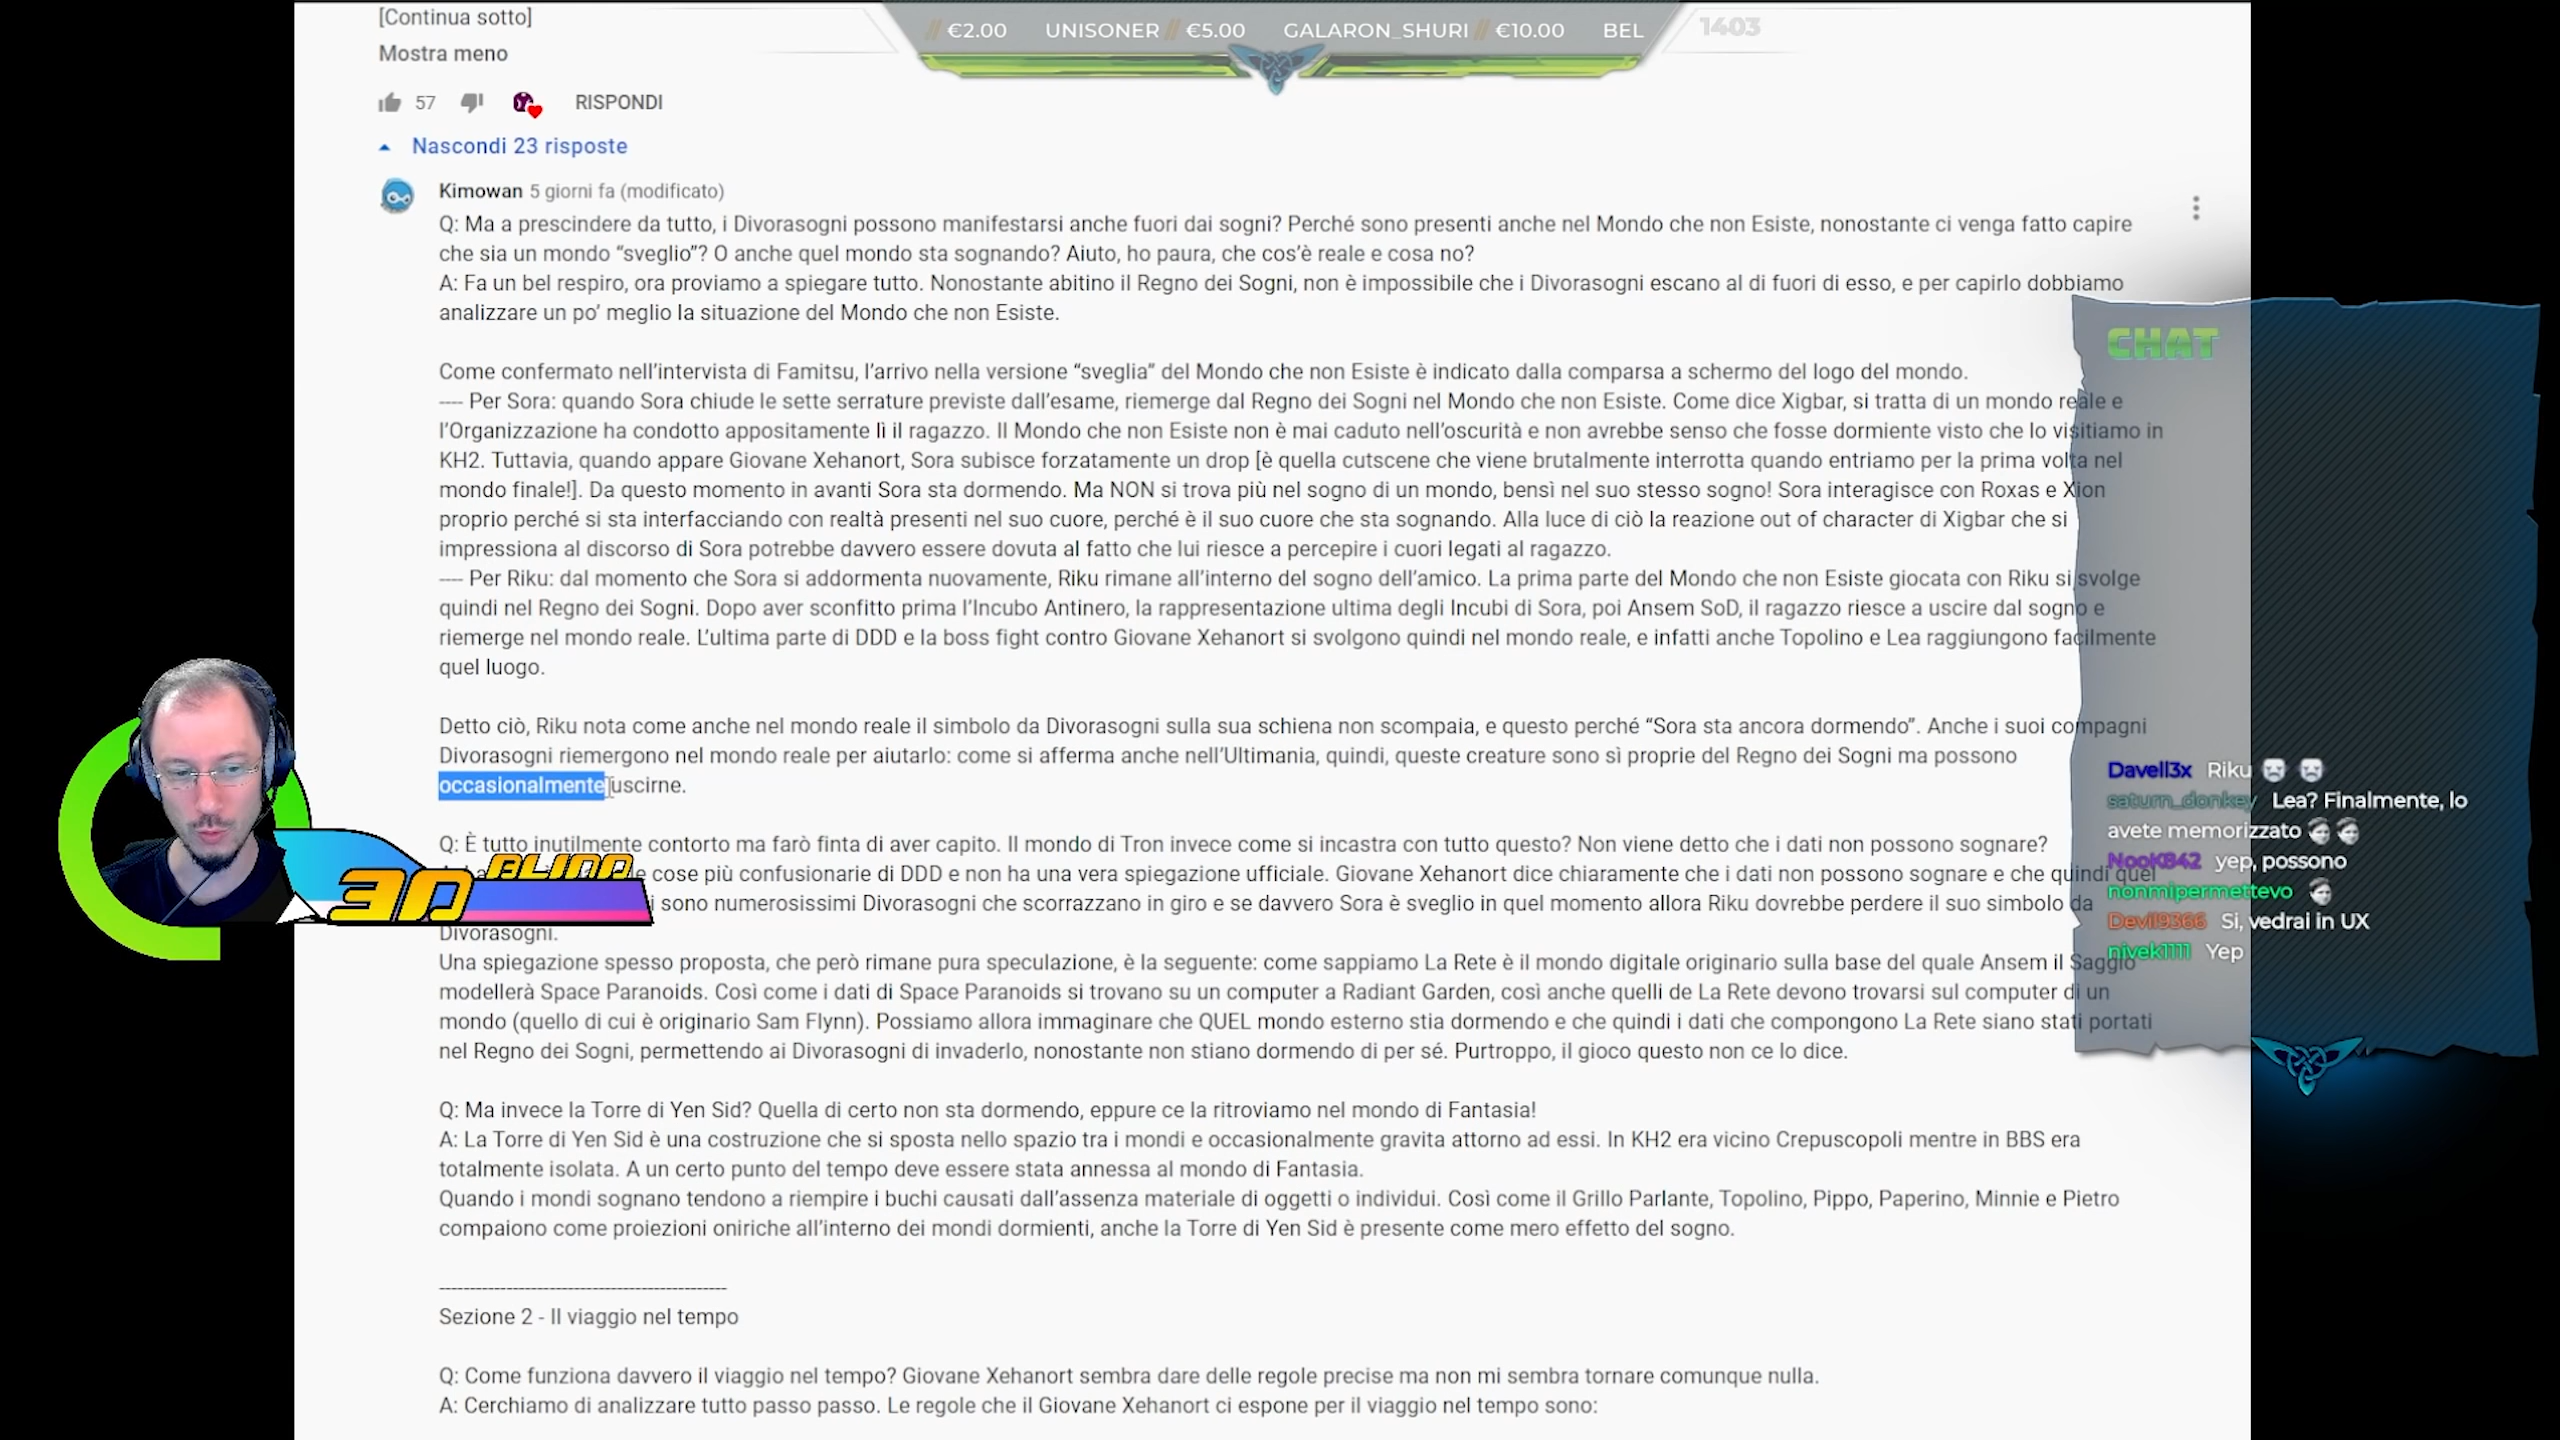 [Continua sotto]
Mostra meno
// €2.00 UNISONER // €5.00 GALARON_SHURI // €10.00 BEL
1403
57 RISPONDI
Nascondi 23 risposte
Kimowan 5 giorni fa (modificato)
Q: Ma a prescindere da tutto, i Divorasogni possono manifestarsi anche fuori dai sogni? Perché sono presenti anche nel Mondo che non Esiste, nonostante ci venga fatto capire
che sia un mondo “sveglio”? O anche quel mondo sta sognando? Aiuto, ho paura, che cos’è reale e cosa no?
A: Fa un bel respiro, ora proviamo a spiegare tutto. Nonostante abitino il Regno dei Sogni, non è impossibile che i Divorasogni escano al di fuori di esso, e per capirlo dobbiamo
analizzare un po’ meglio la situazione del Mondo che non Esiste.
Come confermato nell’intervista di Famitsu, l’arrivo nella versione “sveglia” del Mondo che non Esiste è indicato dalla comparsa a schermo del logo del mondo.
---- Per Sora: quando Sora chiude le sette serrature previste dall’esame, riemerge dal Regno dei Sogni nel Mondo che non Esiste. Come dice Xigbar, si tratta di un mondo reale e
l’Organizzazione ha condotto appositamente lì il ragazzo. Il Mondo che non Esiste non è mai caduto nell’oscurità e non avrebbe senso che fosse dormiente visto che lo visitiamo in
KH2. Tuttavia, quando appare Giovane Xehanort, Sora subisce forzatamente un drop [è quella cutscene che viene brutalmente interrotta quando entriamo per la prima volta nel
mondo finale!]. Da questo momento in avanti Sora sta dormendo. Ma NON si trova più nel sogno di un mondo, bensì nel suo stesso sogno! Sora interagisce con Roxas e Xion
proprio perché si sta interfacciando con realtà presenti nel suo cuore, perché è il suo cuore che sta sognando. Alla luce di ciò la reazione out of character di Xigbar che si
impressiona al discorso di Sora potrebbe davvero essere dovuta al fatto che lui riesce a percepire i cuori legati al ragazzo.
---- Per Riku: dal momento che Sora si addormenta nuovamente, Riku rimane all’interno del sogno dell’amico. La prima parte del Mondo che non Esiste giocata con Riku si svolge
quindi nel Regno dei Sogni. Dopo aver sconfitto prima l’Incubo Antinero, la rappresentazione ultima degli Incubi di Sora, poi Ansem SoD, il ragazzo riesce a uscire dal sogno e
riemerge nel mondo reale. L’ultima parte di DDD e la boss fight contro Giovane Xehanort si svolgono quindi nel mondo reale, e infatti anche Topolino e Lea raggiungono facilmente
quel luogo.
Detto ciò, Riku nota come anche nel mondo reale il simbolo da Divorasogni sulla sua schiena non scompaia, e questo perché “Sora sta ancora dormendo”. Anche i suoi compagni
Divorasogni riemergono nel mondo reale per aiutarlo: come si afferma anche nell’Ultimania, quindi, queste creature sono sì proprie del Regno dei Sogni ma possono
occasionalmente uscirne.
Q: È tutto inutilmente contorto ma farò finta di aver capito. Il mondo di Tron invece come si incastra con tutto questo? Non viene detto che i dati non possono sognare?
cose più confusionarie di DDD e non ha una vera spiegazione ufficiale. Giovane Xehanort dice chiaramente che i dati non possono sognare e che quindi quel
sono numerosissimi Divorasogni che scorrazzano in giro e se davvero Sora è sveglio in quel momento allora Riku dovrebbe perdere il suo simbolo da
Divorasogni.
Una spiegazione spesso proposta, che però rimane pura speculazione, è la seguente: come sappiamo La Rete è il mondo digitale originario sulla base del quale Ansem il Saggio
modellerà Space Paranoids. Così come i dati di Space Paranoids si trovano su un computer a Radiant Garden, così anche quelli de La Rete devono trovarsi sul computer di un
mondo (quello di cui è originario Sam Flynn). Possiamo allora immaginare che QUEL mondo esterno stia dormendo e che quindi i dati che compongono La Rete siano stati portati
nel Regno dei Sogni, permettendo ai Divorasogni di invaderlo, nonostante non stiano dormendo di per sé. Purtroppo, il gioco questo non ce lo dice.
Q: Ma invece la Torre di Yen Sid? Quella di certo non sta dormendo, eppure ce la ritroviamo nel mondo di Fantasia!
A: La Torre di Yen Sid è una costruzione che si sposta nello spazio tra i mondi e occasionalmente gravita attorno ad essi. In KH2 era vicino Crepuscopoli mentre in BBS era
totalmente isolata. A un certo punto del tempo deve essere stata annessa al mondo di Fantasia.
Quando i mondi sognano tendono a riempire i buchi causati dall’assenza materiale di oggetti o individui. Così come il Grillo Parlante, Topolino, Pippo, Paperino, Minnie e Pietro
compaiono come proiezioni oniriche all’interno dei mondi dormienti, anche la Torre di Yen Sid è presente come mero effetto del sogno.
---------------------------------------------
Sezione 2 - Il viaggio nel tempo
Q: Come funziona davvero il viaggio nel tempo? Giovane Xehanort sembra dare delle regole precise ma non mi sembra tornare comunque nulla.
A: Cerchiamo di analizzare tutto passo passo. Le regole che il Giovane Xehanort ci espone per il viaggio nel tempo sono:
BLIND
3D
CHAT
Davell3x Riku
saturn_donkey Lea? Finalmente, lo
avete memorizzato
NooK842 yep, possono
nonmipermettevo
Devil9366 Si, vedrai in UX
nivek1111 Yep